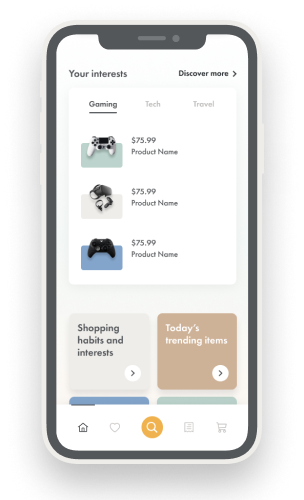 Your interests
Discover more
Gaming
Tech
Travel
$75.99
Product Name
$75.99
Product Name
$75.99
Product Name
Shopping
habits and
interests
Today's
trending items